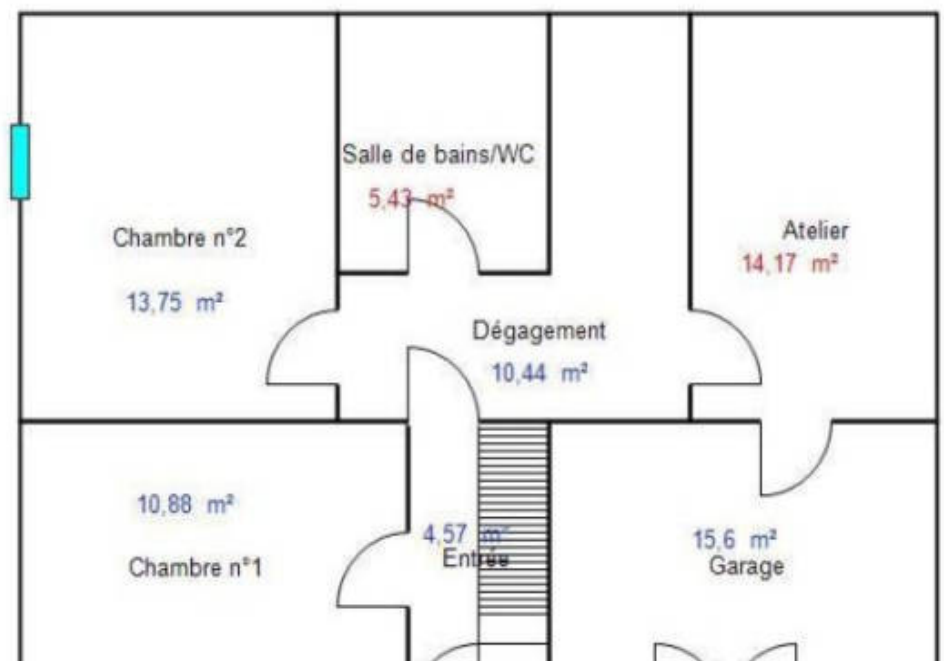 Salle de bains/WC
5,43 m²
Chambre n°2
13,75 m²
Atelier
14,17 m²
Dégagement
10,44 m²
10,88 m²
Chambre n°1
4,57 m²
Entrée
15,6 m²
Garage